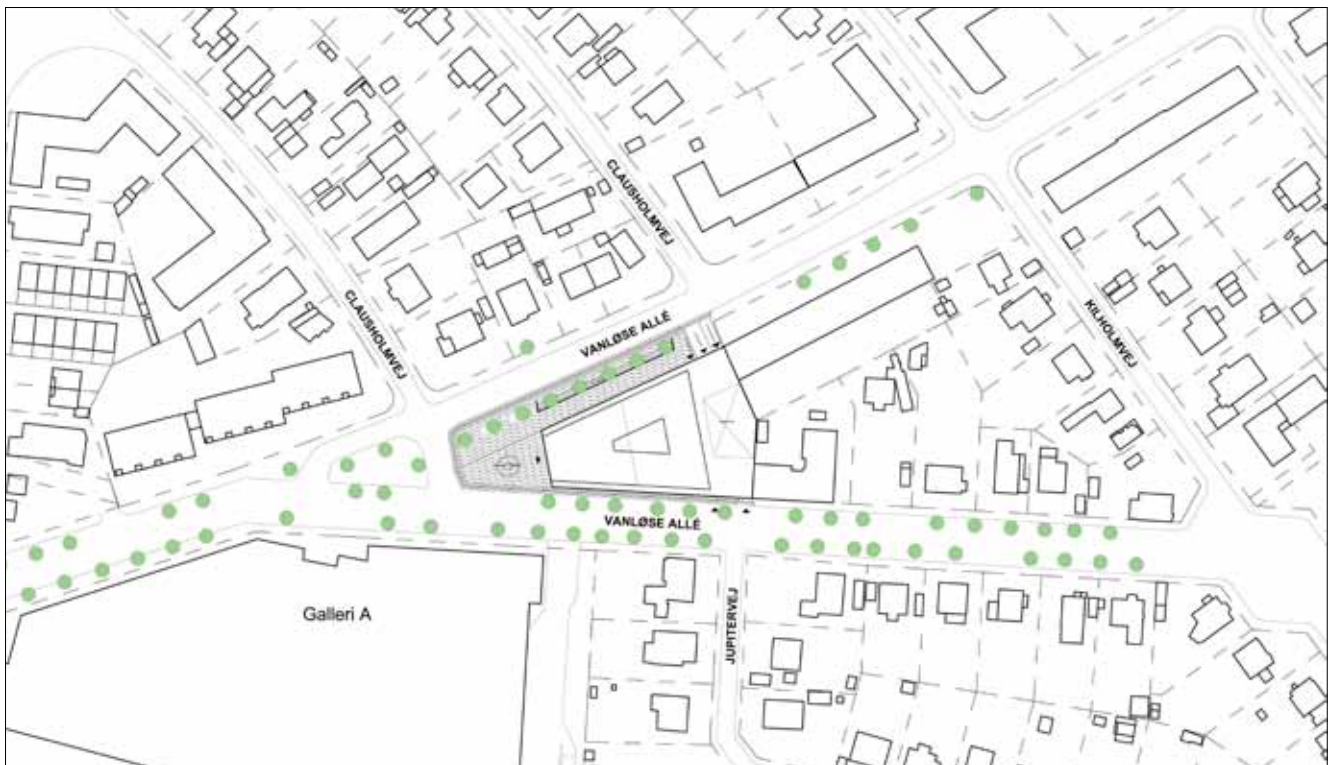 CLAUSHOLMVEJ
CLAUSHOLMVEJ
KILHOLMVEJ
VANLØSE ALLÉ
VANLØSE ALLÉ
JUPITERVEJ
Galleri A